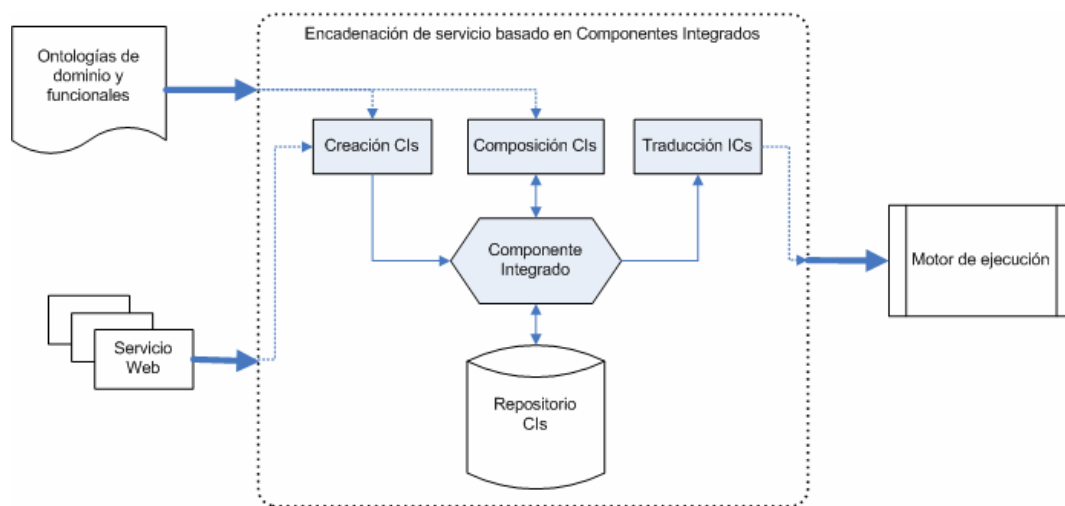 Encadenación de servicio basado en Componentes Integrados
Ontologías de
dominio y
funcionales
Creación CIs
Composición CIs
Traducción ICs
Componente
Integrado
Motor de ejecución
Servicio
Web
Repositorio
CIs